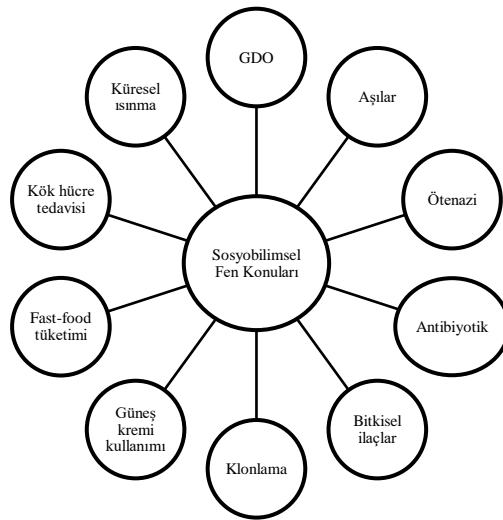 GDO
Aşılar
Ötenazi
Antibiyotik
Bitkisel
ilaçlar
Klonlama
Güneş
kremi
kullanımı
Fast-food
tüketimi
Kök hücre
tedavisi
Küresel
ısınma
Sosyobilimsel
Fen Konuları